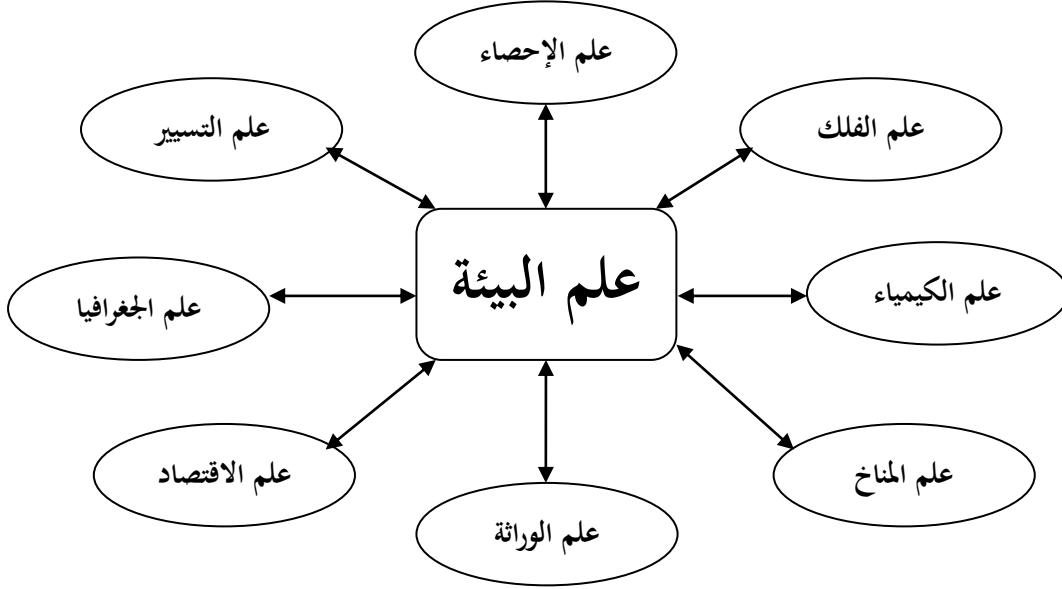 علم الإحصاء
علم الفلك
علم التسيير
علم البيئة
علم الكيمياء
علم الجغرافيا
علم المناخ
علم الاقتصاد
علم الوراثة